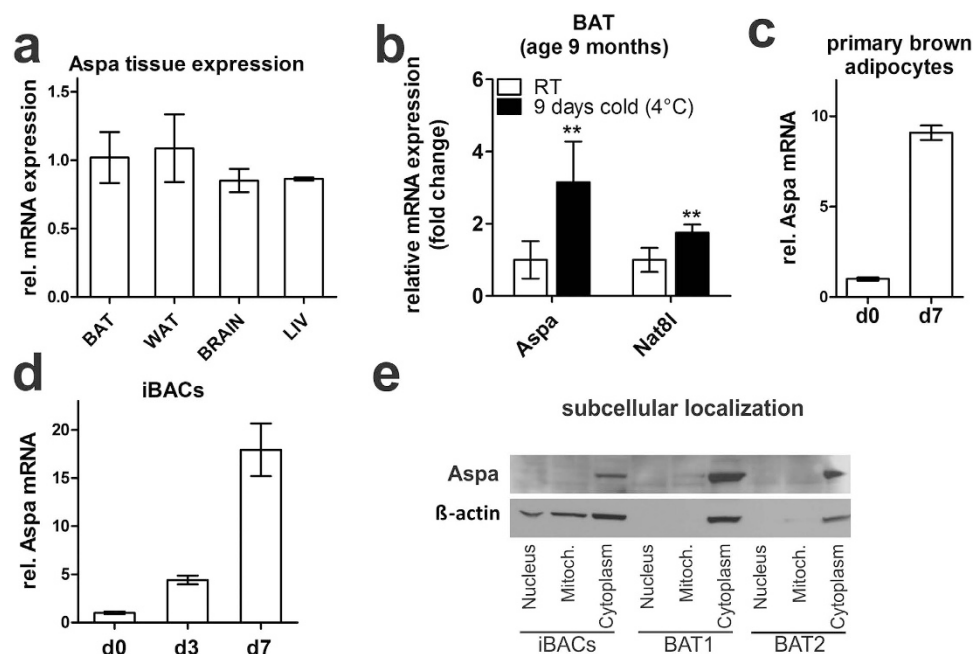 a
Aspa tissue expression
rel. mRNA expression
1.5
1.0
0.5
0.0
BAT
WAT
BRAIN
LIV
b
BAT
(age 9 months)
relative mRNA expression
(fold change)
6
4
2
0
RT
9 days cold (4°C)
**
**
Aspa
Nat8l
c
primary brown
adipocytes
rel. Aspa mRNA
10
5
0
d0
d7
d
iBACs
rel. Aspa mRNA
20
15
10
5
0
d0
d3
d7
e
subcellular localization
Aspa
ß-actin
Nucleus
Mitoch.
Cytoplasm
Nucleus
Mitoch.
Cytoplasm
Nucleus
Mitoch.
Cytoplasm
iBACs
BAT1
BAT2